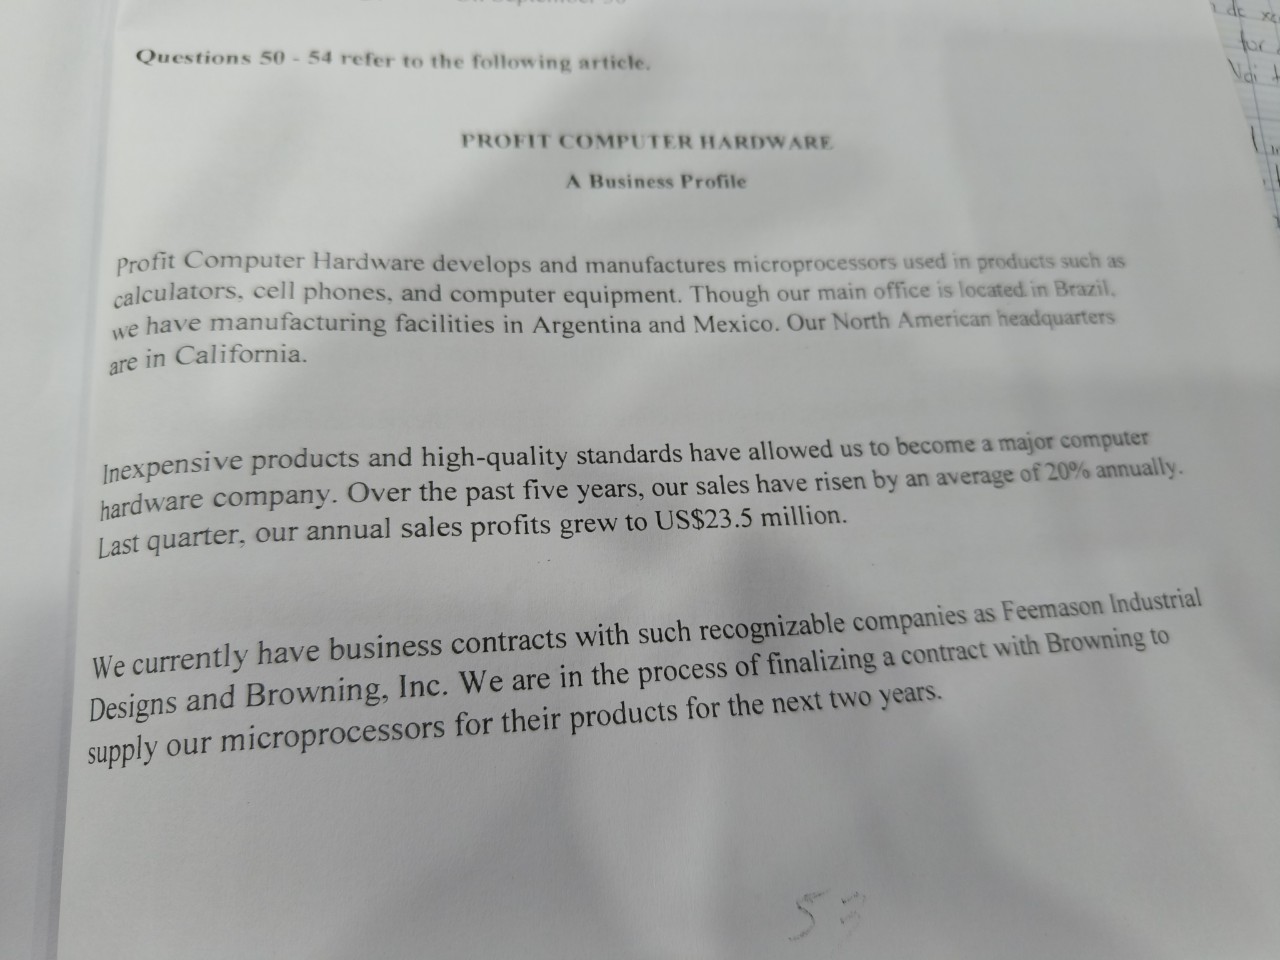 Questions 50 - 54 refer to the following article.
PROFIT COMPUTER HARDWARE
A Business Profile
Profit Computer Hardware develops and manufactures microprocessors used in products such as
calculators, cell phones, and computer equipment. Though our main office is located in Brazil,
we have manufacturing facilities in Argentina and Mexico. Our North American headquarters
are in California.
Inexpensive products and high-quality standards have allowed us to become a major computer
hardware company. Over the past five years, our sales have risen by an average of 20% annually.
Last quarter, our annual sales profits grew to US$23.5 million.
We currently have business contracts with such recognizable companies as Feemason Industrial
Designs and Browning, Inc. We are in the process of finalizing a contract with Browning to
supply our microprocessors for their products for the next two years.